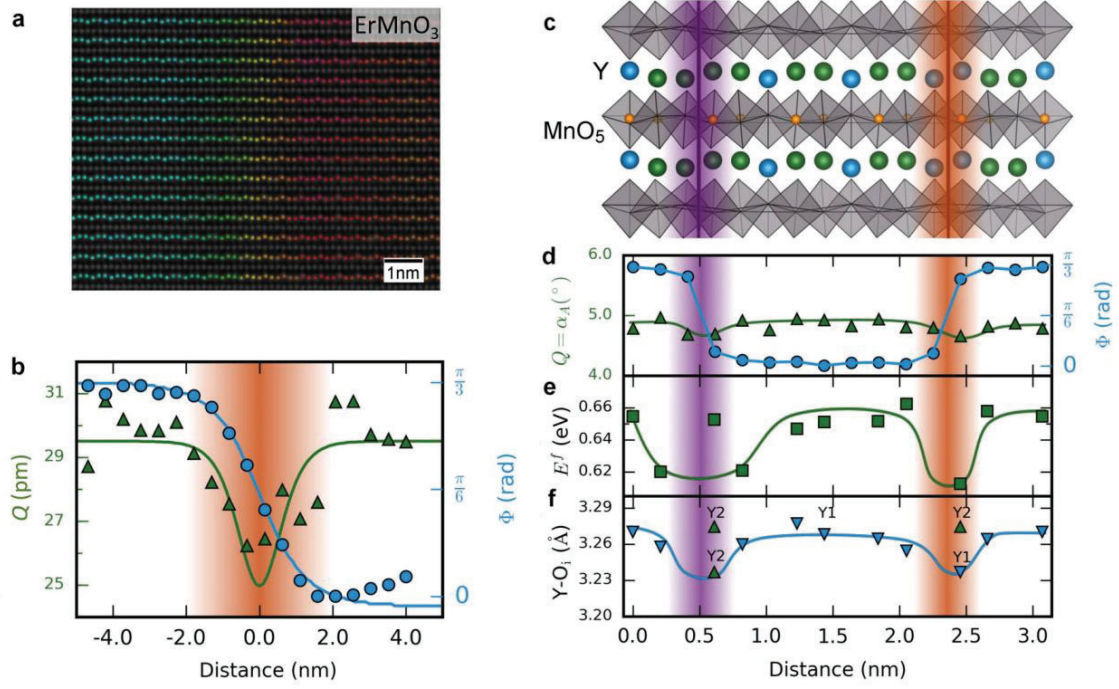 a
ErMnO3
1nm
b
31
29
27
25
Q (pm)
π/3
π/6
0
Φ (rad)
-4.0 -2.0 0.0 2.0 4.0
Distance (nm)
c
Y
MnO5
d
6.0
5.0
4.0
Q = αA(°)
π/3
π/6
0
Φ (rad)
e
0.66
0.64
0.62
E^f (eV)
f
3.29
3.26
3.23
3.20
Y-Oi (Å)
Y2 Y1 Y2
Y2 Y1
0.0 0.5 1.0 1.5 2.0 2.5 3.0
Distance (nm)